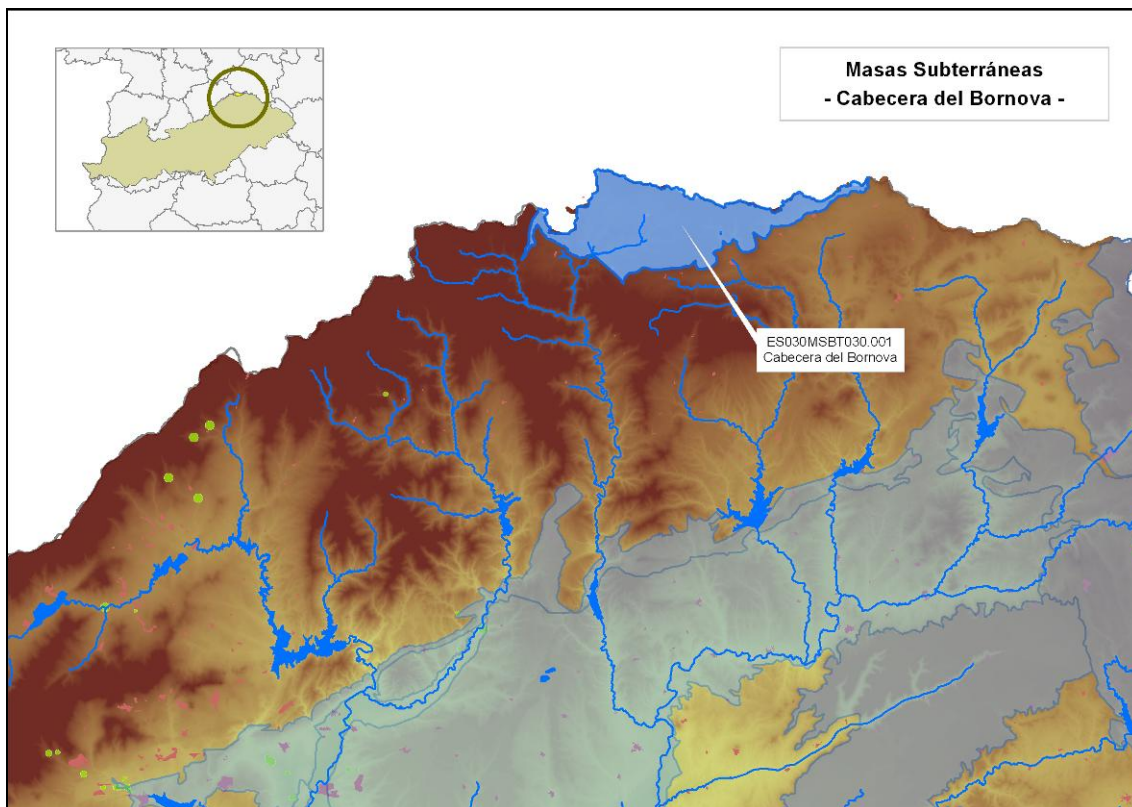 Masas Subterráneas
- Cabecera del Bornova -
ES030MSBT030.001
Cabecera del Bornova